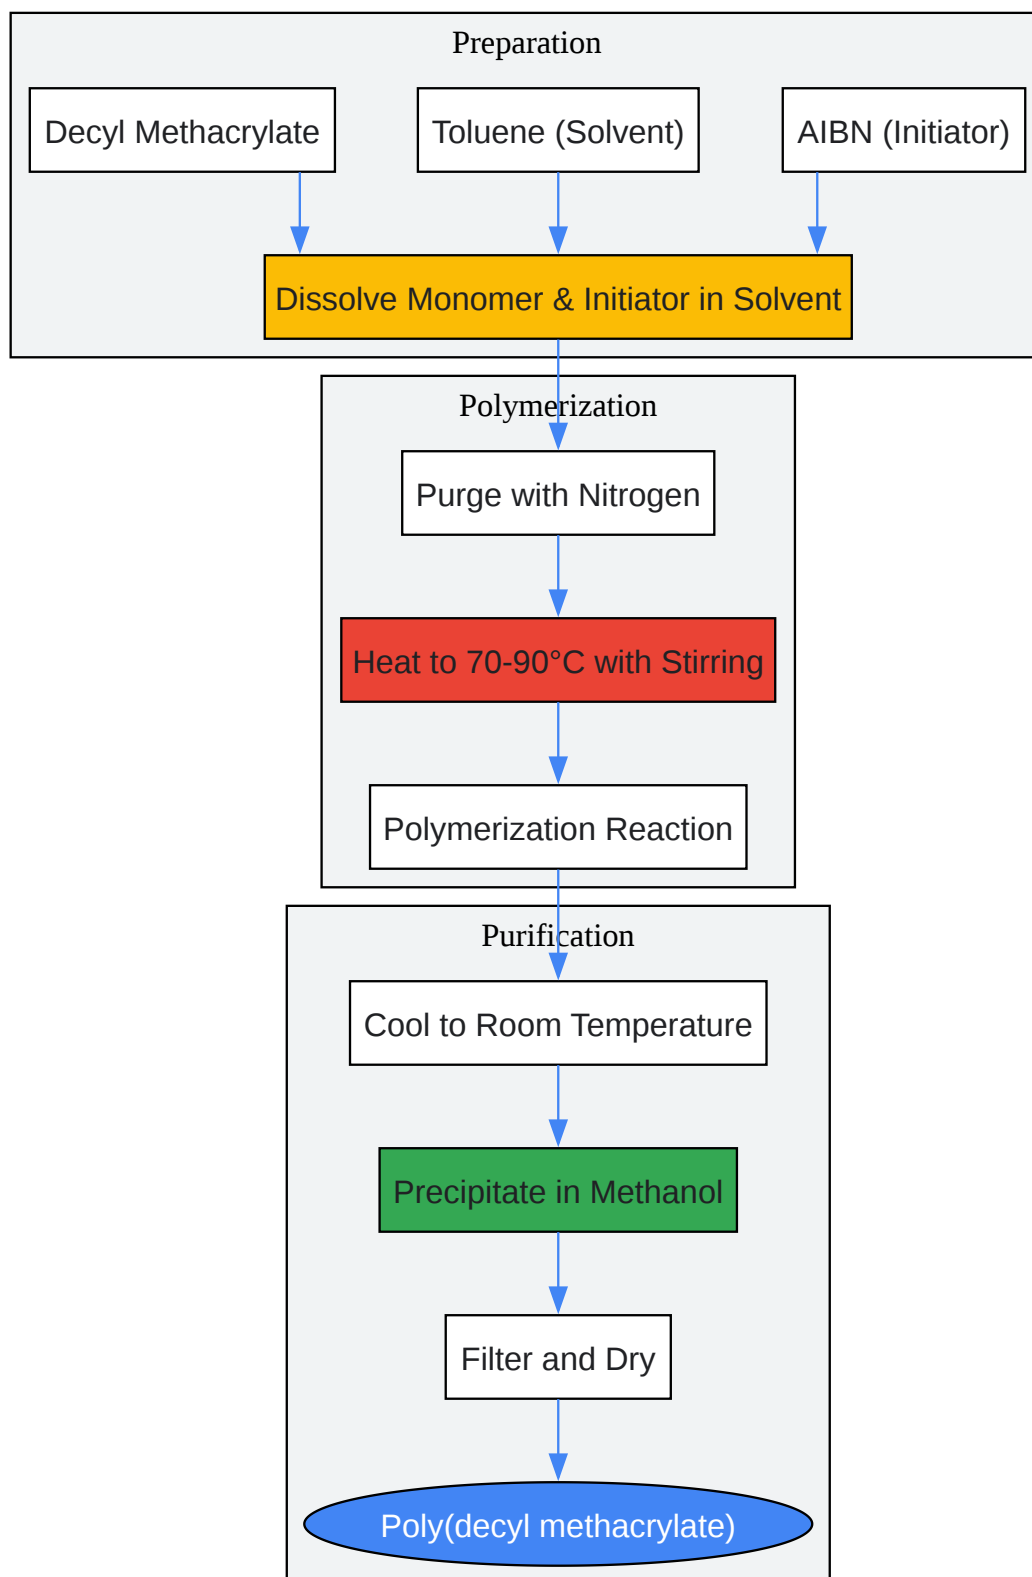 Preparation
Decyl Methacrylate
Toluene (Solvent)
AIBN (Initiator)
Dissolve Monomer & Initiator in Solvent
Polymerization
Purge with Nitrogen
Heat to 70-90°C with Stirring
Polymerization Reaction
Purification
Cool to Room Temperature
Precipitate in Methanol
Filter and Dry
Poly(decyl methacrylate)